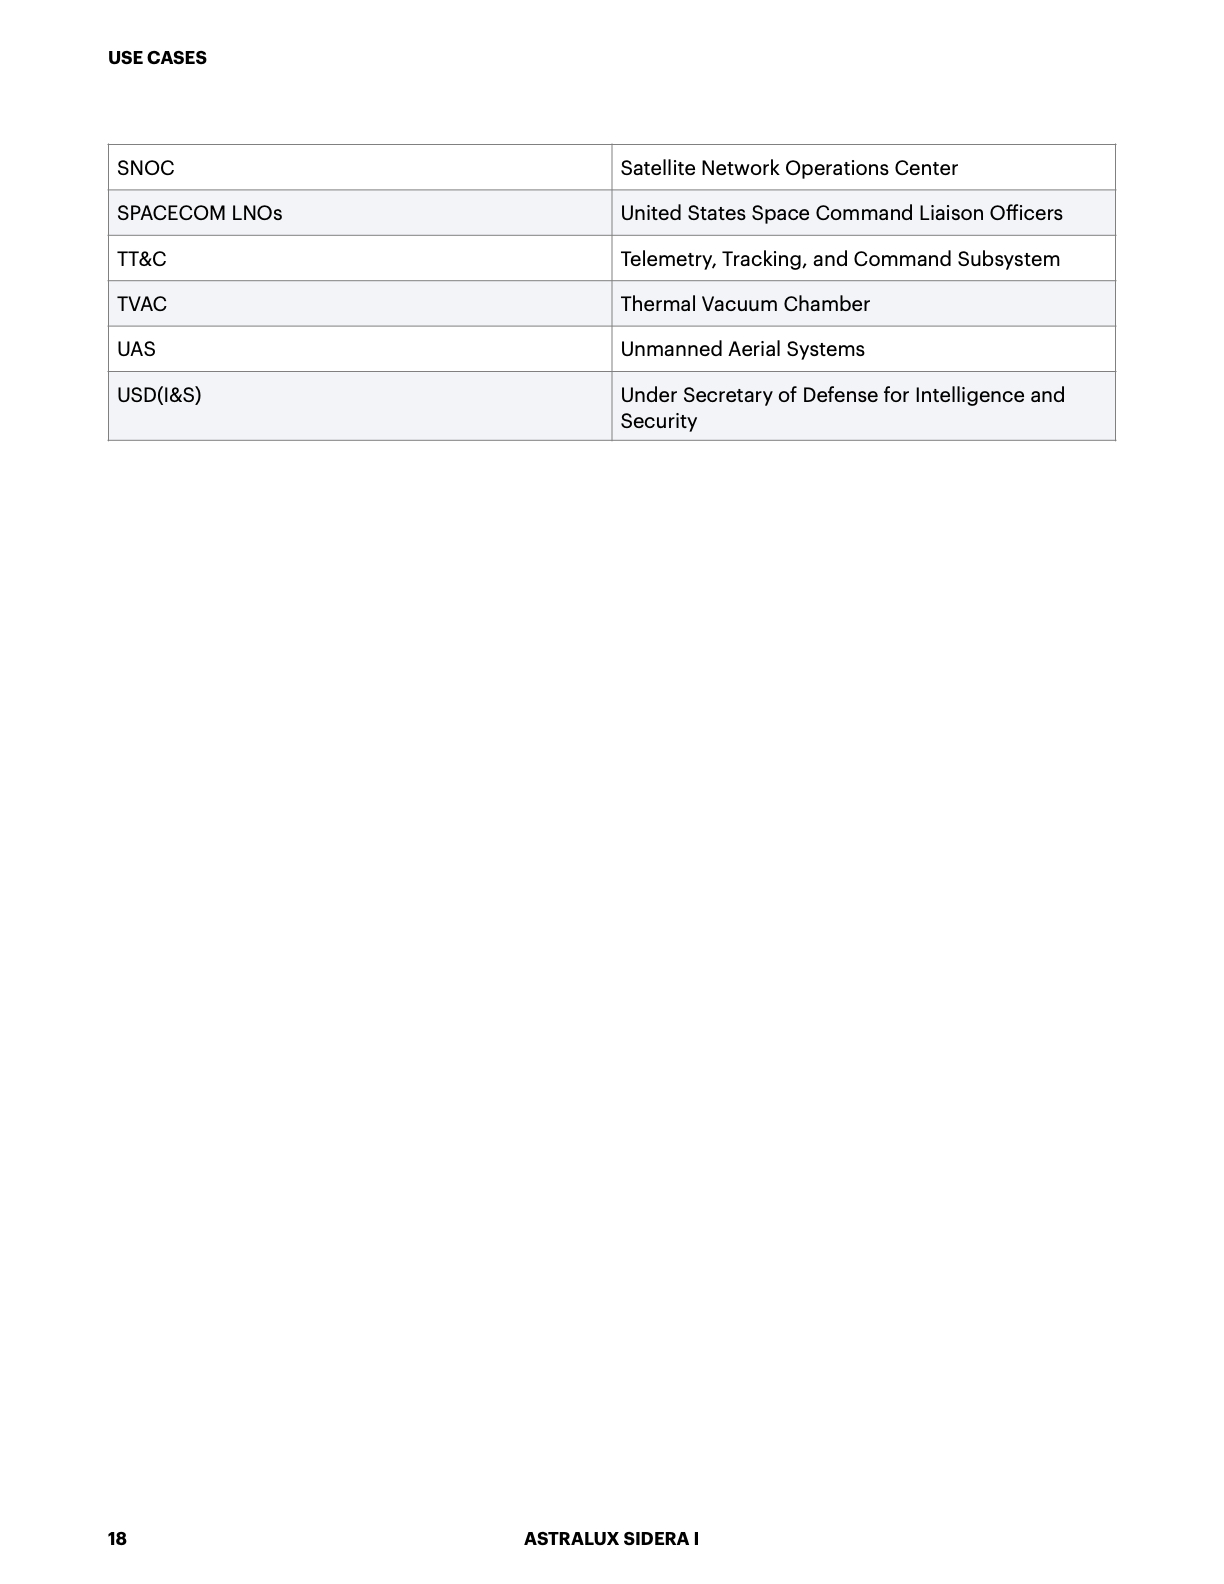 USE CASES
SNOC Satellite Network Operations Center
SPACECOM LNOs United States Space Command Liaison Officers
TT&C Telemetry, Tracking, and Command Subsystem
TVAC Thermal Vacuum Chamber
UAS Unmanned Aerial Systems
USD(I&S) Under Secretary of Defense for Intelligence and
Security
18 ASTRALUX SIDERA I